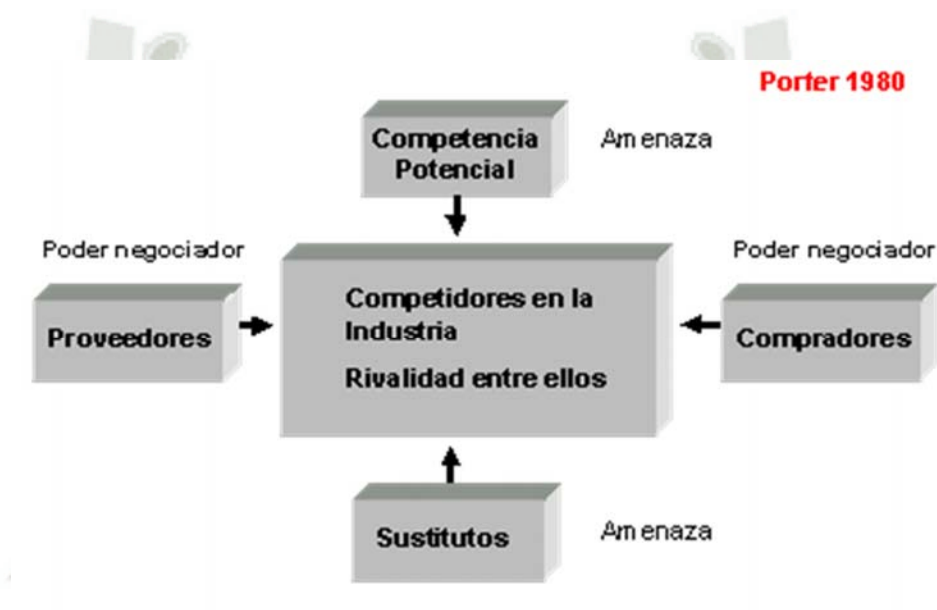 Porter 1980
Competencia
Potencial
Amenaza
Poder negociador
Poder negociador
Proveedores
Competidores en la
Industria
Rivalidad entre ellos
Compradores
Sustitutos
Amenaza